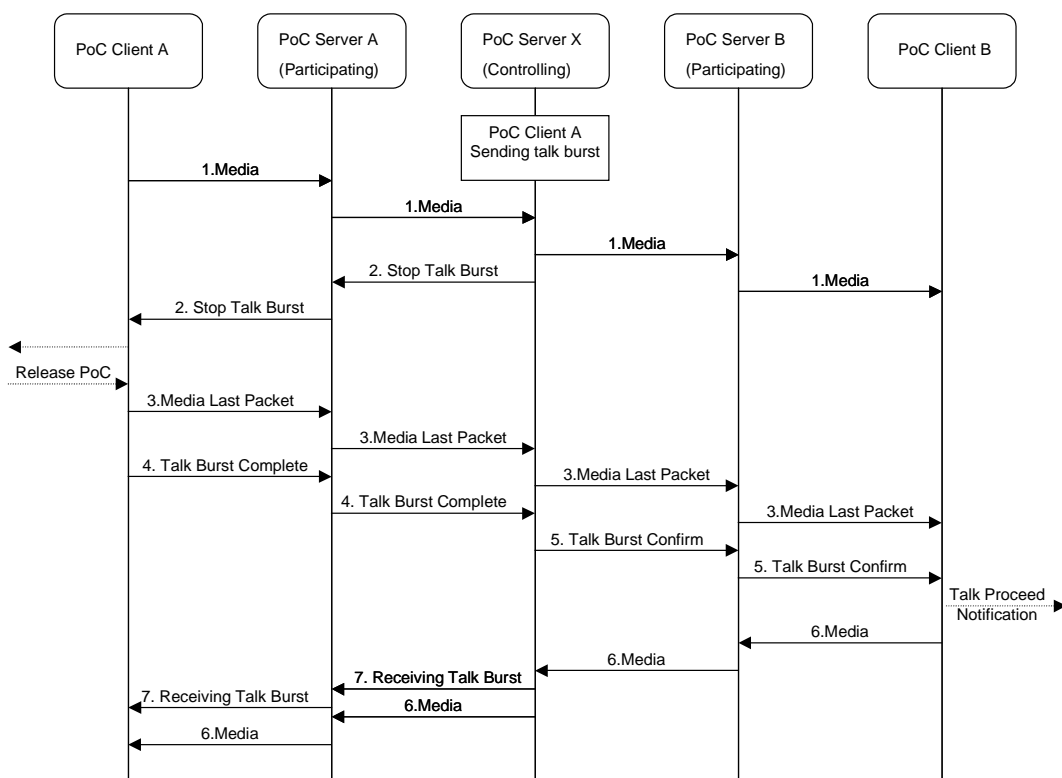 PoC Client A
PoC Server A
(Participating)
PoC Server X
(Controlling)
PoC Server B
(Participating)
PoC Client B
PoC Client A
Sending talk burst
1.Media
1.Media
1.Media
2. Stop Talk Burst
1.Media
2. Stop Talk Burst
Release PoC
3.Media Last Packet
3.Media Last Packet
4. Talk Burst Complete
3.Media Last Packet
4. Talk Burst Complete
3.Media Last Packet
5. Talk Burst Confirm
5. Talk Burst Confirm
Talk Proceed
Notification
6.Media
6.Media
7. Receiving Talk Burst
7. Receiving Talk Burst
6.Media
6.Media